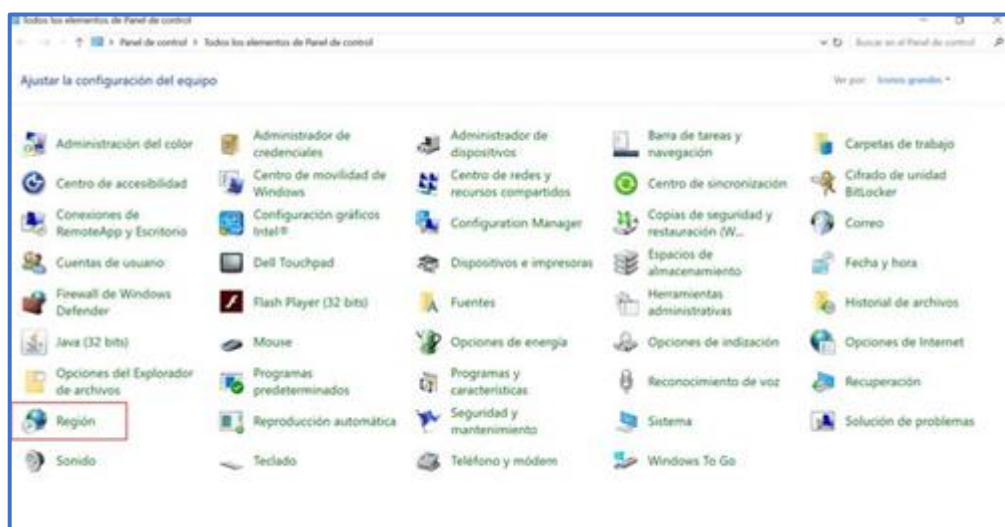 Todos los elementos de Panel de control
Panel de control > Todos los elementos de Panel de control
Buscar en el Panel de control
Ajustar la configuración del equipo
Ver por: Iconos grandes
Administración del color
Administrador de
credenciales
Administrador de
dispositivos
Barra de tareas y
navegación
Carpetas de trabajo
Centro de accesibilidad
Centro de movilidad de
Windows
Centro de redes y
recursos compartidos
Centro de sincronización
Cifrado de unidad
BitLocker
Conexiones de
RemoteApp y Escritorio
Configuración gráficos
Intel®
Configuration Manager
Copias de seguridad y
restauración (W...
Correo
Cuentas de usuario
Dell Touchpad
Dispositivos e impresoras
Espacios de
almacenamiento
Fecha y hora
Firewall de Windows
Defender
Flash Player (32 bits)
Fuentes
Herramientas
administrativas
Historial de archivos
Java (32 bits)
Mouse
Opciones de energía
Opciones de indización
Opciones de Internet
Opciones del Explorador
de archivos
Programas
predeterminados
Programas y
características
Reconocimiento de voz
Recuperación
Región
Reproducción automática
Seguridad y
mantenimiento
Sistema
Solución de problemas
Sonido
Teclado
Teléfono y módem
Windows To Go